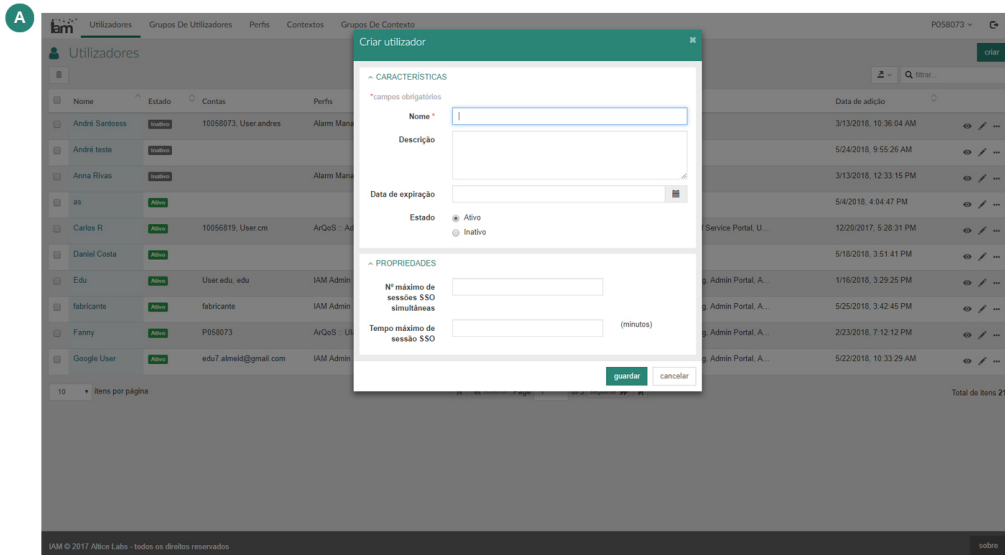 A
Iam Utilizadores Grupos De Utilizadores Perfis Contextos Grupos De Contexto P058073
Utilizadores criar
filtrar...
Nome Estado Contas Perfis Data de adição
André Santosss Inativo 10058073, User.andres Alarm Mana 3/13/2018, 10:36:04 AM
André teste Inativo 5/24/2018, 9:55:26 AM
Anna Rivas Inativo Alarm Mana 3/13/2018, 12:33:15 PM
as Ativo 5/4/2018, 4:04:47 PM
Carlos R Ativo 10056819, User.cm ArQoS :: Ad Service Portal, U... 12/20/2017, 5:28:31 PM
Daniel Costa Ativo 5/18/2018, 3:51:41 PM
Edu Ativo User.edu, edu IAM Admin g, Admin Portal, A... 1/16/2018, 3:29:25 PM
fabricante Ativo fabricante IAM Admin g, Admin Portal, A... 5/25/2018, 3:42:45 PM
Fanny Ativo P058073 ArQoS :: g, Admin Portal, A... 2/23/2018, 7:12:12 PM
Google User Ativo edu7.almeid@gmail.com IAM Admin g, Admin Portal, A... 5/22/2018, 10:33:29 AM
10 itens por página Page Total de itens 21
Criar utilizador
CARACTERÍSTICAS
*campos obrigatórios
Nome *
Descrição
Data de expiração
Estado Ativo
Inativo
PROPRIEDADES
Nº máximo de
sessões SSO
simultâneas
Tempo máximo de (minutos)
sessão SSO
guardar cancelar
IAM © 2017 Altice Labs - todos os direitos reservados sobre